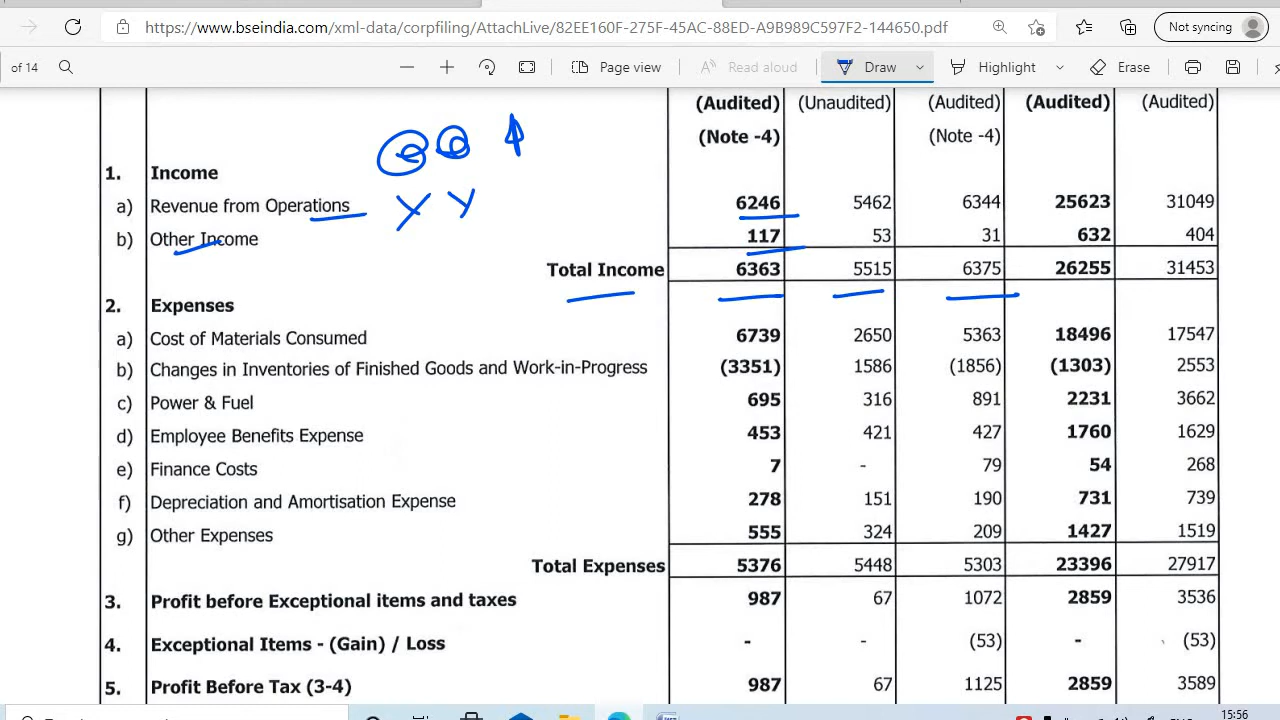 https://www.bseindia.com/xml-data/corpfiling/AttachLive/82EE160F-275F-45AC-88ED-A9B989C597F2-144650.pdf Not syncing
of 14 Page view Read aloud Draw Highlight Erase
(Audited) (Unaudited) (Audited) (Audited) (Audited)
(Note -4) (Note -4)
1. Income
a) Revenue from Operations X Y 6246 5462 6344 25623 31049
b) Other Income 117 53 31 632 404
Total Income 6363 5515 6375 26255 31453
2. Expenses
a) Cost of Materials Consumed 6739 2650 5363 18496 17547
b) Changes in Inventories of Finished Goods and Work-in-Progress (3351) 1586 (1856) (1303) 2553
c) Power & Fuel 695 316 891 2231 3662
d) Employee Benefits Expense 453 421 427 1760 1629
e) Finance Costs 7 - 79 54 268
f) Depreciation and Amortisation Expense 278 151 190 731 739
g) Other Expenses 555 324 209 1427 1519
Total Expenses 5376 5448 5303 23396 27917
3. Profit before Exceptional items and taxes 987 67 1072 2859 3536
4. Exceptional Items - (Gain) / Loss - - (53) - (53)
5. Profit Before Tax (3-4) 987 67 1125 2859 3589
15:56